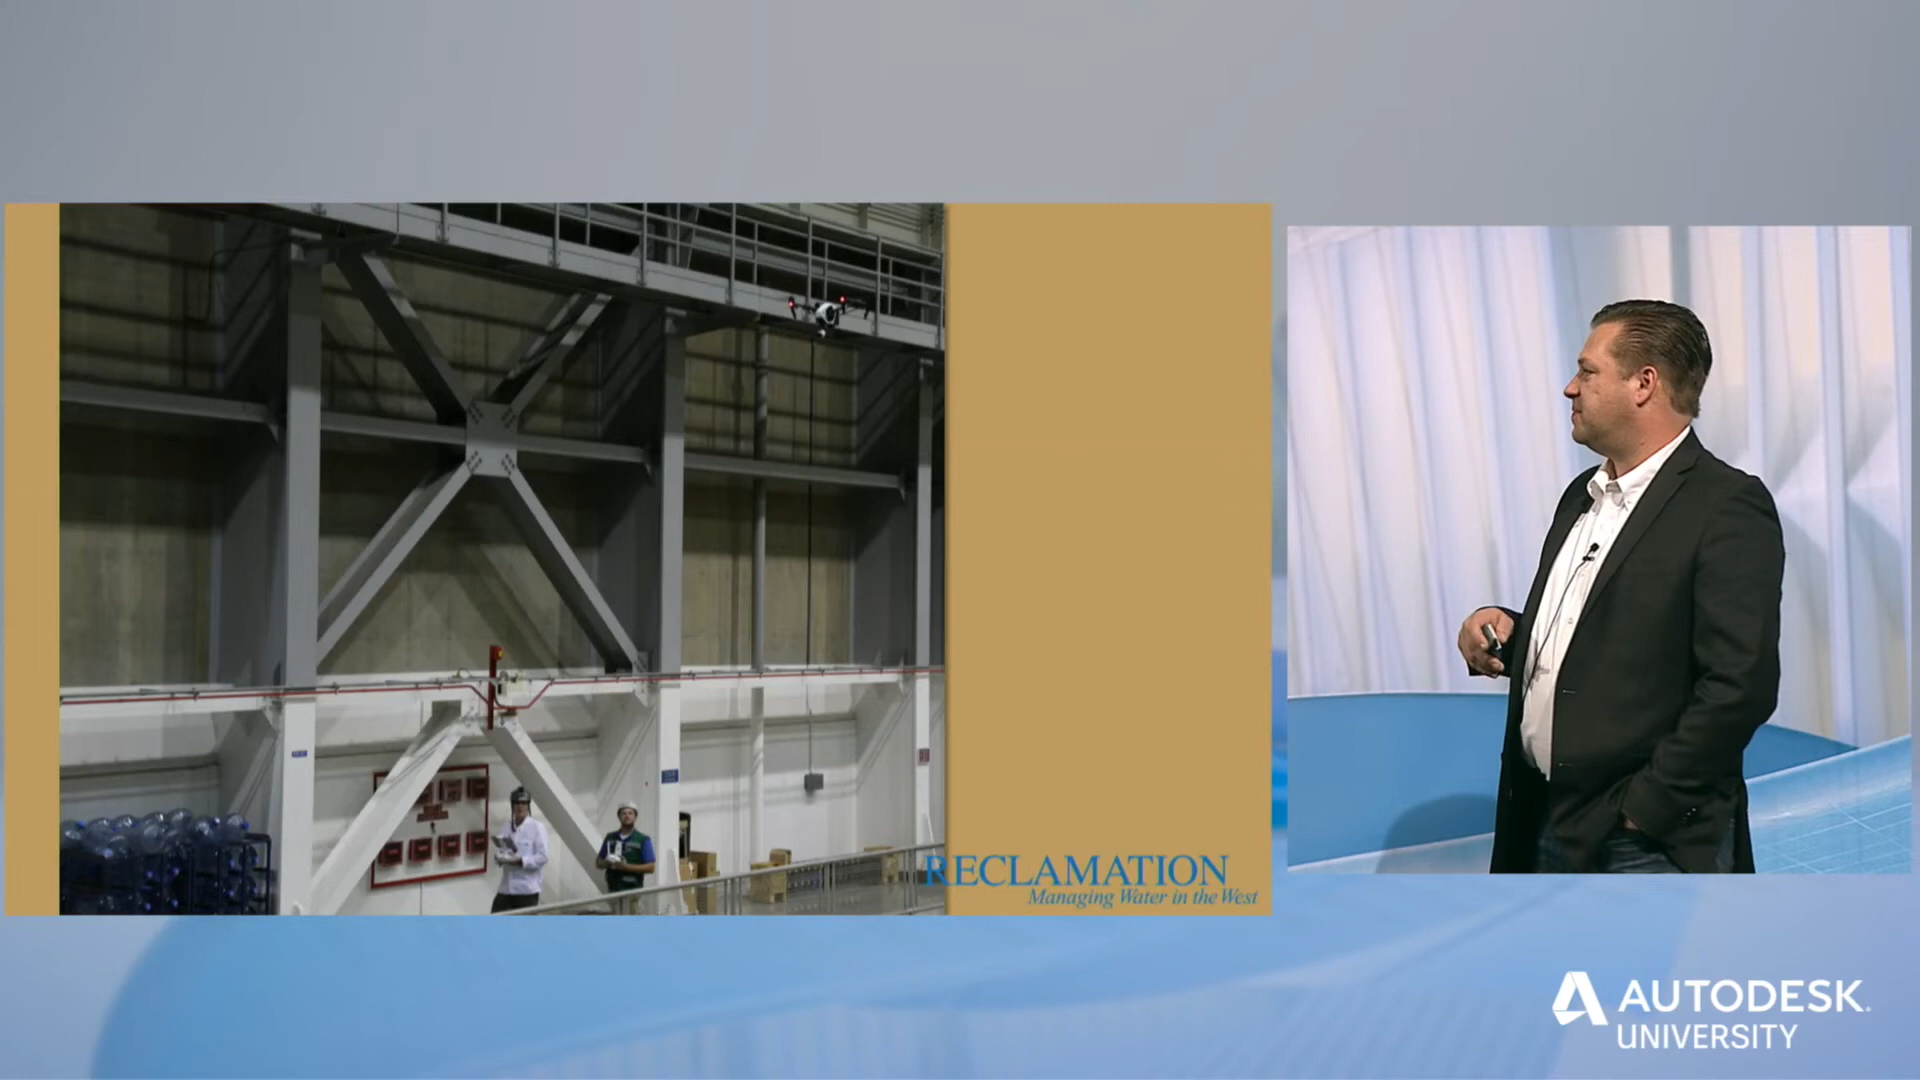 RECLAMATION
Managing Water in the West
AUTODESK
UNIVERSITY